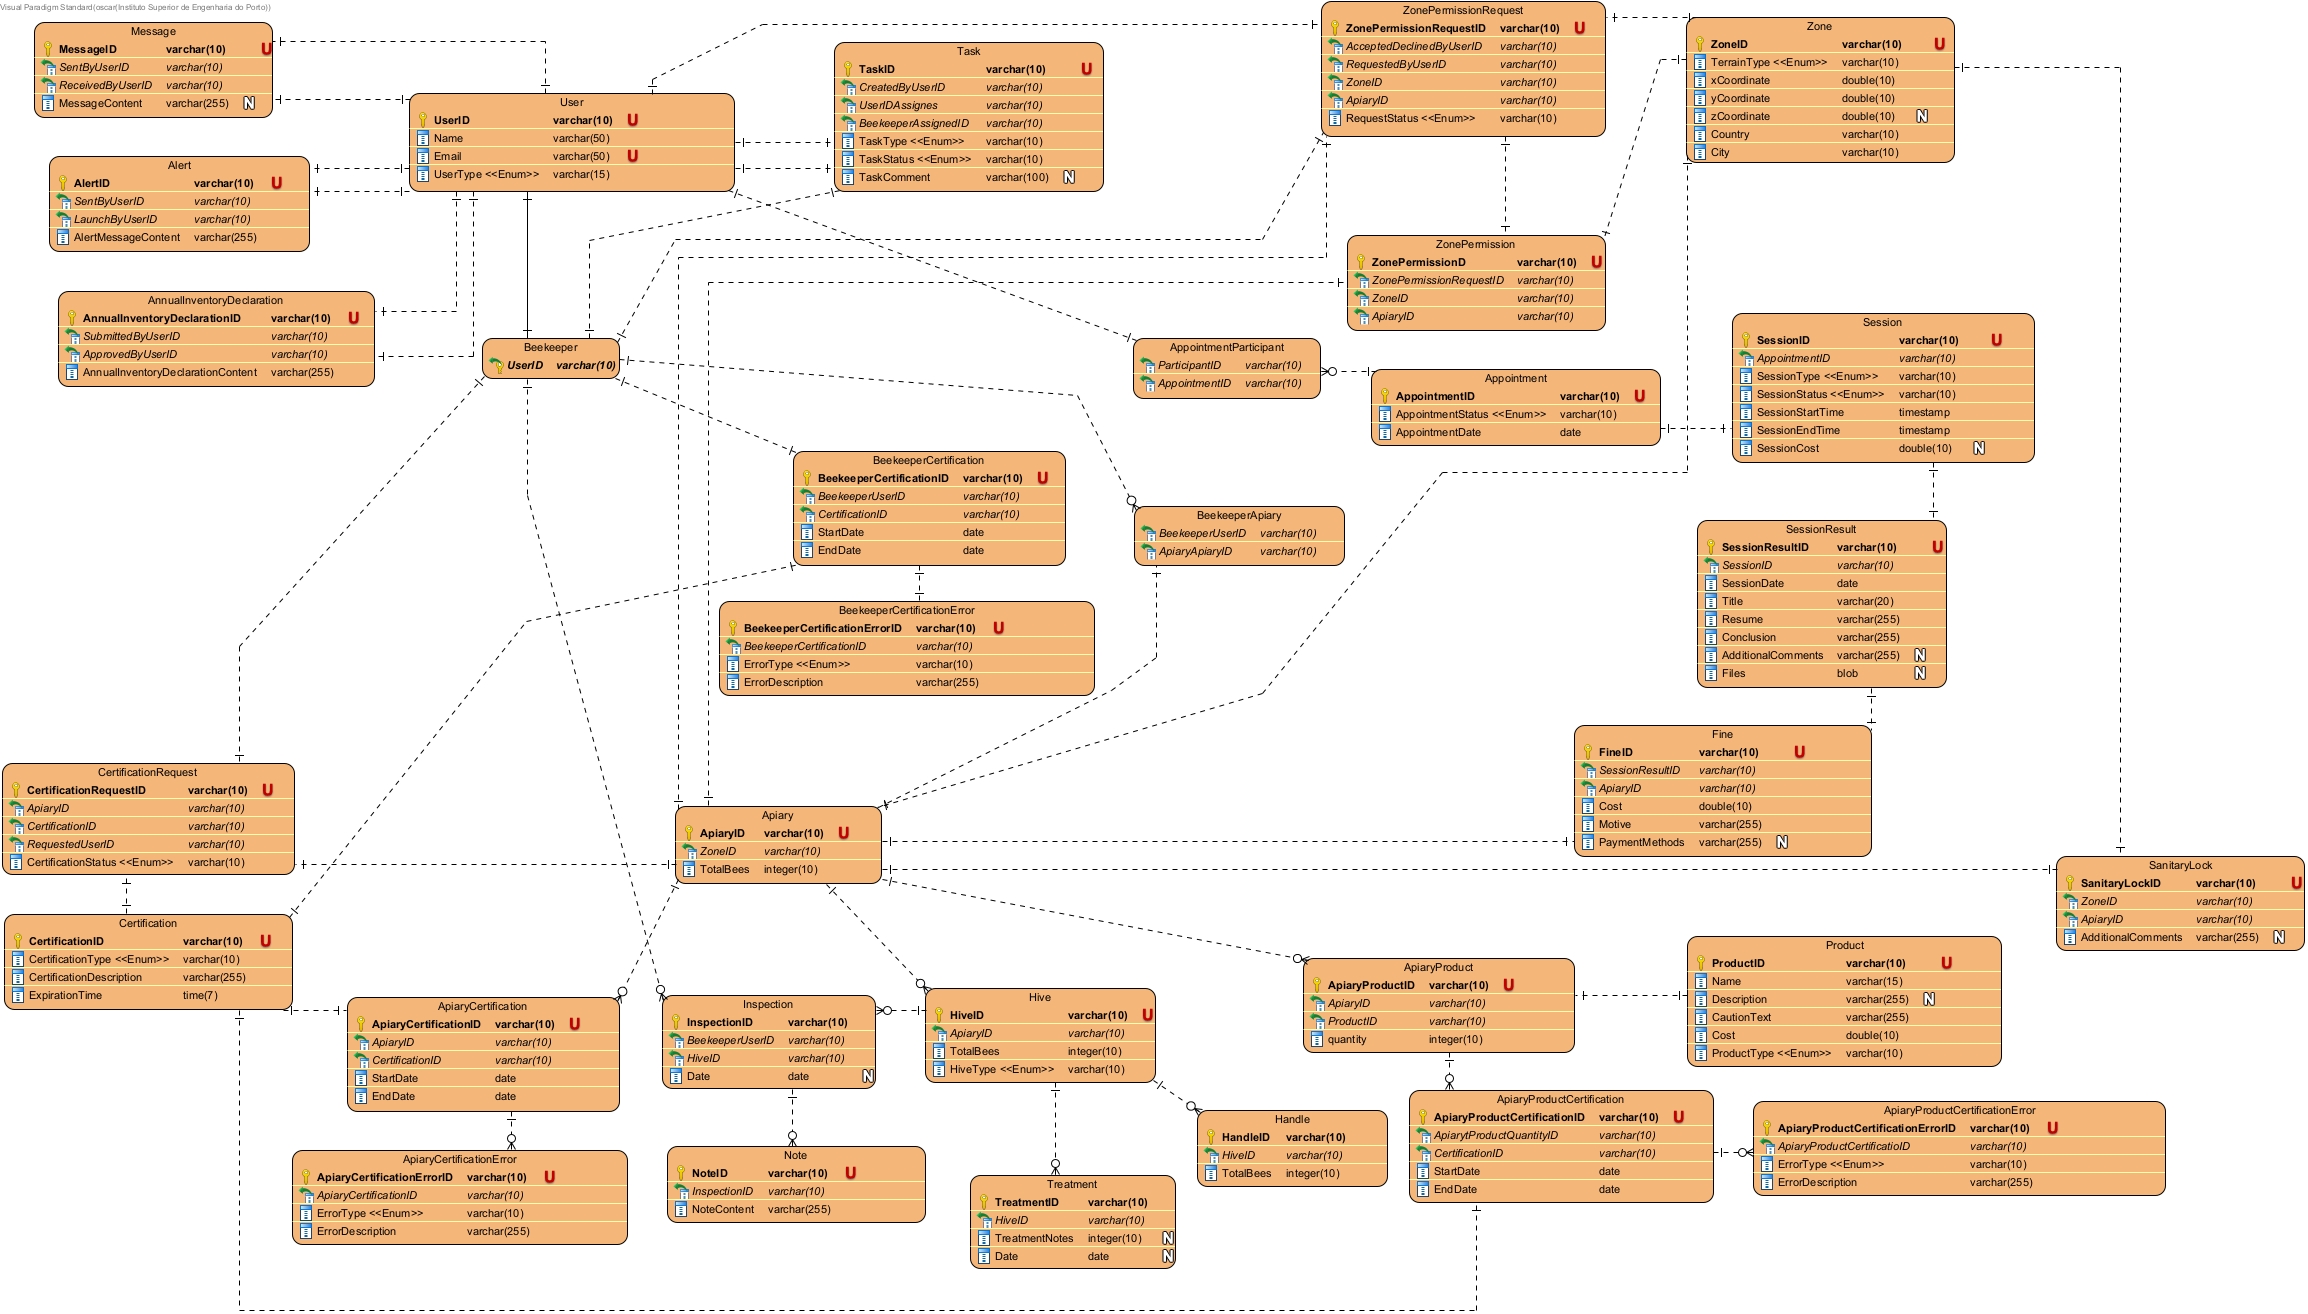 Visual Paradigm Standard(oscar(Instituto Superior de Engenharia do Porto))
Message
MessageID varchar(10) U
SentByUserID varchar(10)
ReceivedByUserID varchar(10)
MessageContent varchar(255) N
User
UserID varchar(10) U
Name varchar(50)
Email varchar(50) U
UserType <<Enum>> varchar(15)
Task
TaskID varchar(10) U
CreatedByUserID varchar(10)
UserIDAssignes varchar(10)
BeekeeperAssignedID varchar(10)
TaskType <<Enum>> varchar(10)
TaskStatus <<Enum>> varchar(10)
TaskComment varchar(100) N
ZonePermissionRequest
ZonePermissionRequestID varchar(10) U
AcceptedDeclinedByUserID varchar(10)
RequestedByUserID varchar(10)
ZoneID varchar(10)
ApiaryID varchar(10)
RequestStatus <<Enum>> varchar(10)
Zone
ZoneID varchar(10) U
TerrainType <<Enum>> varchar(10)
xCoordinate double(10)
yCoordinate double(10)
zCoordinate double(10) N
Country varchar(10)
City varchar(10)
Alert
AlertID varchar(10) U
SentByUserID varchar(10)
LaunchByUserID varchar(10)
AlertMessageContent varchar(255)
ZonePermission
ZonePermissionID varchar(10) U
ZonePermissionRequestID varchar(10)
ZoneID varchar(10)
ApiaryID varchar(10)
AnnualInventoryDeclaration
AnnualInventoryDeclarationID varchar(10) U
SubmittedByUserID varchar(10)
ApprovedByUserID varchar(10)
AnnualInventoryDeclarationContent varchar(255)
Beekeeper
UserID varchar(10)
AppointmentParticipant
ParticipantID varchar(10)
AppointmentID varchar(10)
Appointment
AppointmentID varchar(10) U
AppointmentStatus <<Enum>> varchar(10)
AppointmentDate date
Session
SessionID varchar(10) U
AppointmentID varchar(10)
SessionType <<Enum>> varchar(10)
SessionStatus <<Enum>> varchar(10)
SessionStartTime timestamp
SessionEndTime timestamp
SessionCost double(10) N
BeekeeperCertification
BeekeeperCertificationID varchar(10) U
BeekeeperUserID varchar(10)
CertificationID varchar(10)
StartDate date
EndDate date
BeekeeperApiary
BeekeeperUserID varchar(10)
ApiaryApiaryID varchar(10)
SessionResult
SessionResultID varchar(10) U
SessionID varchar(10)
SessionDate date
Title varchar(20)
Resume varchar(255)
Conclusion varchar(255)
AdditionalComments varchar(255) N
Files blob N
BeekeeperCertificationError
BeekeeperCertificationErrorID varchar(10) U
BeekeeperCertificationID varchar(10)
ErrorType <<Enum>> varchar(10)
ErrorDescription varchar(255)
Fine
FineID varchar(10) U
SessionResultID varchar(10)
ApiaryID varchar(10)
Cost double(10)
Motive varchar(255)
PaymentMethods varchar(255) N
CertificationRequest
CertificationRequestID varchar(10) U
ApiaryID varchar(10)
CertificationID varchar(10)
RequestedUserID varchar(10)
CertificationStatus <<Enum>> varchar(10)
Apiary
ApiaryID varchar(10) U
ZoneID varchar(10)
TotalBees integer(10)
SanitaryLock
SanitaryLockID varchar(10) U
ZoneID varchar(10)
ApiaryID varchar(10)
AdditionalComments varchar(255) N
Certification
CertificationID varchar(10) U
CertificationType <<Enum>> varchar(10)
CertificationDescription varchar(255)
ExpirationTime time(7)
ApiaryCertification
ApiaryCertificationID varchar(10) U
ApiaryID varchar(10)
CertificationID varchar(10)
StartDate date
EndDate date
Inspection
InspectionID varchar(10)
BeekeeperUserID varchar(10)
HiveID varchar(10)
Date date N
Hive
HiveID varchar(10) U
ApiaryID varchar(10)
TotalBees integer(10)
HiveType <<Enum>> varchar(10)
ApiaryProduct
ApiaryProductID varchar(10) U
ApiaryID varchar(10)
ProductID varchar(10)
quantity integer(10)
Product
ProductID varchar(10) U
Name varchar(15)
Description varchar(255) N
CautionText varchar(255)
Cost double(10)
ProductType <<Enum>> varchar(10)
ApiaryCertificationError
ApiaryCertificationErrorID varchar(10) U
ApiaryCertificationID varchar(10)
ErrorType <<Enum>> varchar(10)
ErrorDescription varchar(255)
Note
NoteID varchar(10) U
InspectionID varchar(10)
NoteContent varchar(255)
Treatment
TreatmentID varchar(10)
HiveID varchar(10)
TreatmentNotes integer(10) N
Date date N
Handle
HandleID varchar(10)
HiveID varchar(10)
TotalBees integer(10)
ApiaryProductCertification
ApiaryProductCertificationID varchar(10) U
ApiarytProductQuantityID varchar(10)
CertificationID varchar(10)
StartDate date
EndDate date
ApiaryProductCertificationError
ApiaryProductCertificationErrorID varchar(10) U
ApiaryProductCertificatioID varchar(10)
ErrorType <<Enum>> varchar(10)
ErrorDescription varchar(255)